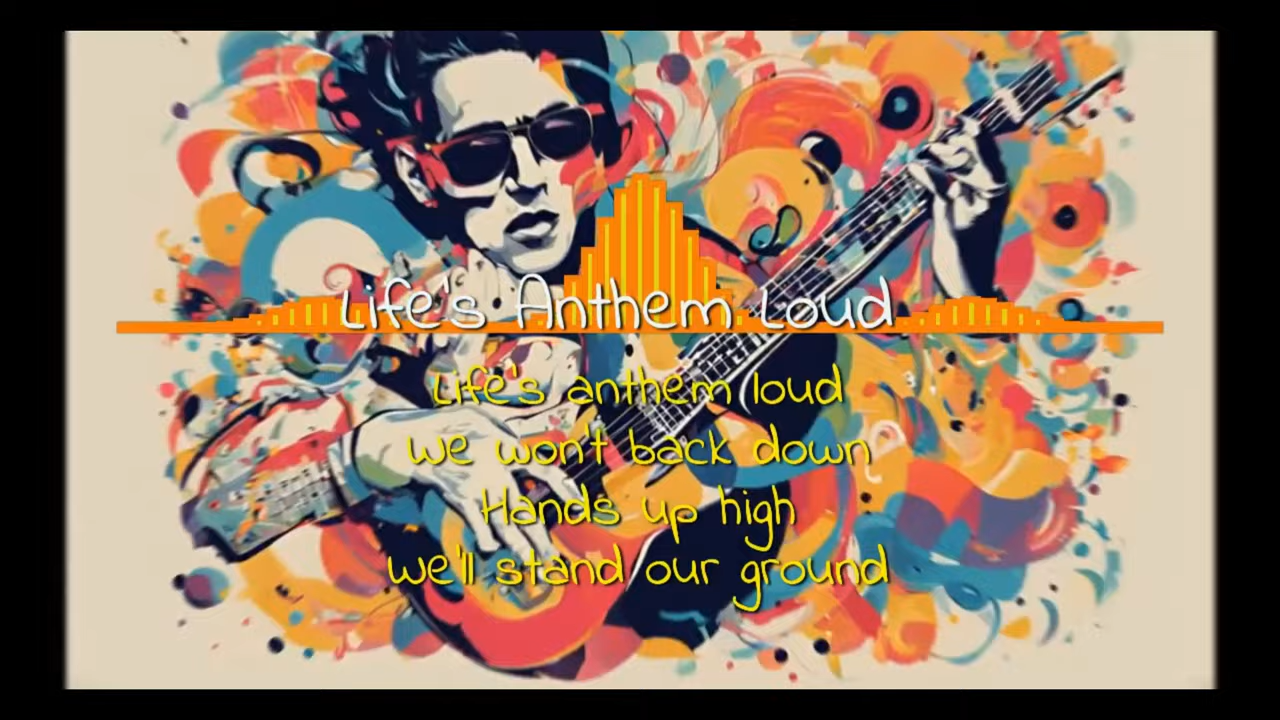 Life's Anthem Loud
Life's anthem loud
We won't back down
Hands up high
We'll stand our ground